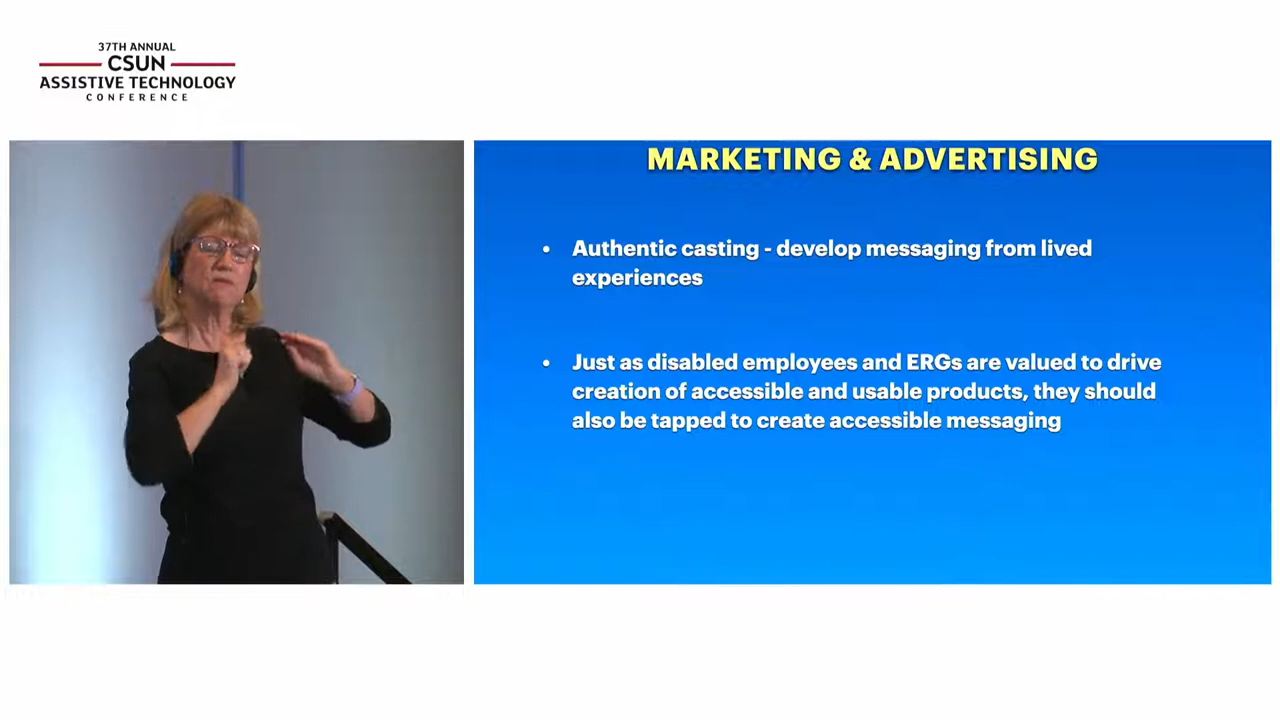 37TH ANNUAL
CSUN
ASSISTIVE TECHNOLOGY
CONFERENCE
MARKETING & ADVERTISING
• Authentic casting - develop messaging from lived
experiences
• Just as disabled employees and ERGs are valued to drive
creation of accessible and usable products, they should
also be tapped to create accessible messaging